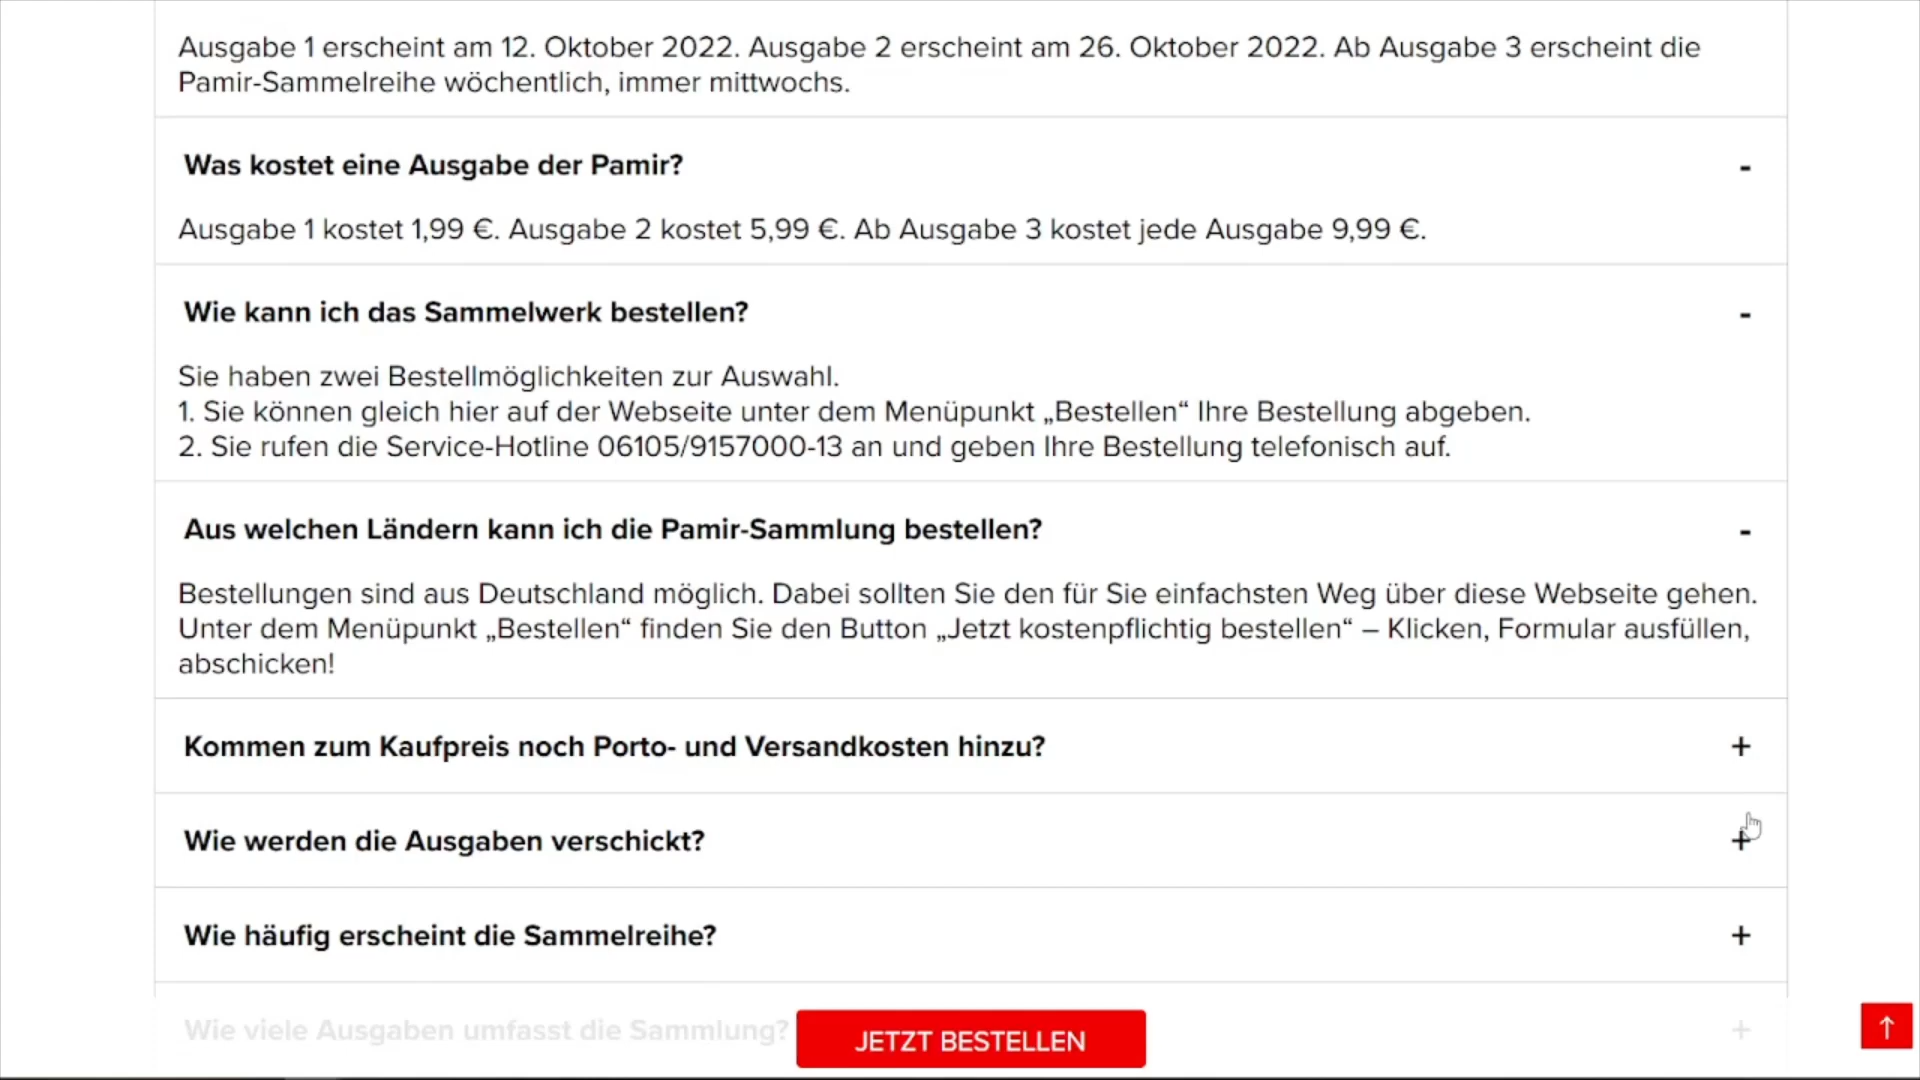 Ausgabe 1 erscheint am 12. Oktober 2022. Ausgabe 2 erscheint am 26. Oktober 2022. Ab Ausgabe 3 erscheint die
Pamir-Sammelreihe wöchentlich, immer mittwochs.
Was kostet eine Ausgabe der Pamir?
-
Ausgabe 1 kostet 1,99 €. Ausgabe 2 kostet 5,99 €. Ab Ausgabe 3 kostet jede Ausgabe 9,99 €.
Wie kann ich das Sammelwerk bestellen?
-
Sie haben zwei Bestellmöglichkeiten zur Auswahl.
1. Sie können gleich hier auf der Webseite unter dem Menüpunkt „Bestellen“ Ihre Bestellung abgeben.
2. Sie rufen die Service-Hotline 06105/9157000-13 an und geben Ihre Bestellung telefonisch auf.
Aus welchen Ländern kann ich die Pamir-Sammlung bestellen?
-
Bestellungen sind aus Deutschland möglich. Dabei sollten Sie den für Sie einfachsten Weg über diese Webseite gehen.
Unter dem Menüpunkt „Bestellen“ finden Sie den Button „Jetzt kostenpflichtig bestellen“ – Klicken, Formular ausfüllen,
abschicken!
Kommen zum Kaufpreis noch Porto- und Versandkosten hinzu?
+
Wie werden die Ausgaben verschickt?
+
Wie häufig erscheint die Sammelreihe?
+
Wie viele Ausgaben umfasst die Sammlung?
+
JETZT BESTELLEN